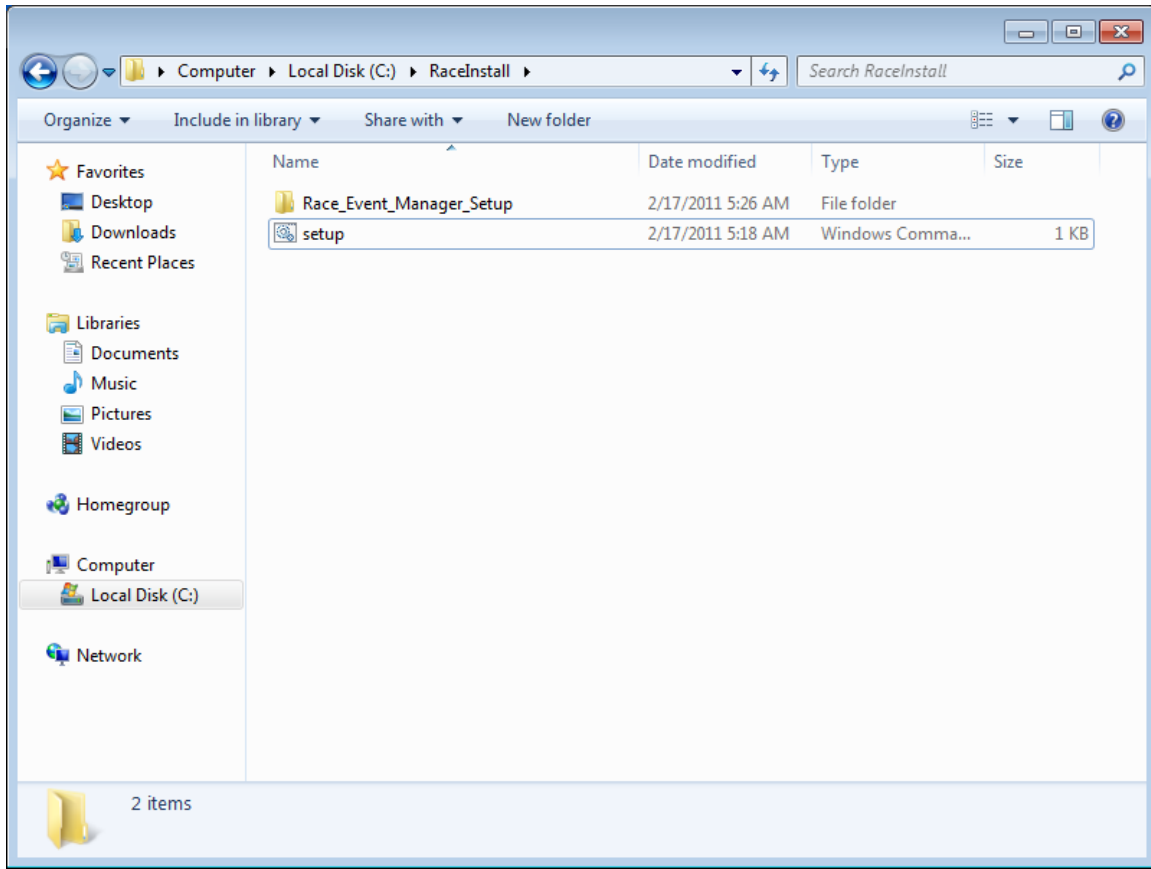 Computer Local Disk (C:) RaceInstall Search RaceInstall
Organize Include in library Share with New folder
Favorites
Desktop
Downloads
Recent Places
Libraries
Documents
Music
Pictures
Videos
Homegroup
Computer
Local Disk (C:)
Network
Name Date modified Type Size
Race_Event_Manager_Setup 2/17/2011 5:26 AM File folder
setup 2/17/2011 5:18 AM Windows Comma... 1 KB
2 items